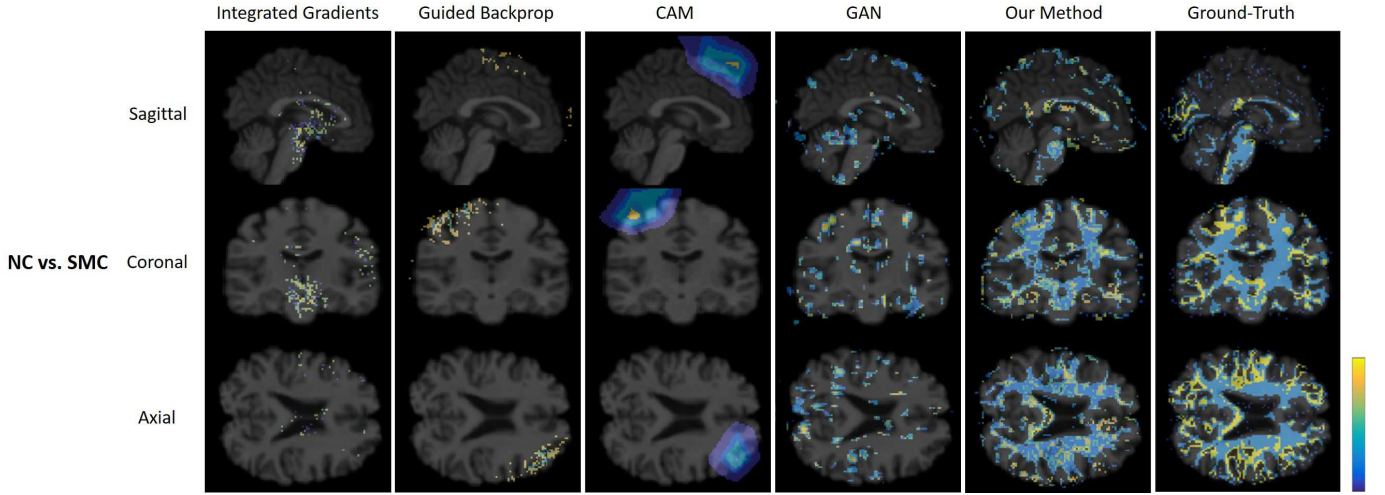 Integrated Gradients Guided Backprop CAM GAN Our Method Ground-Truth
Sagittal
NC vs. SMC Coronal
Axial